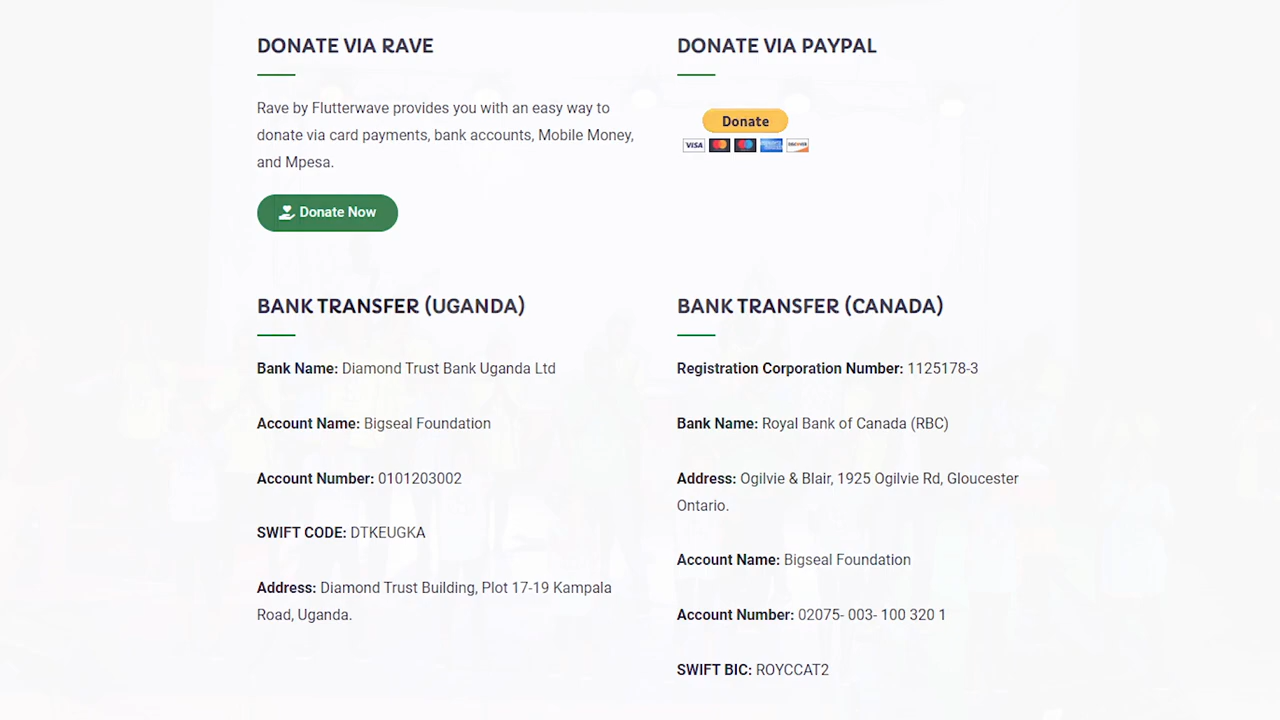 DONATE VIA RAVE
Rave by Flutterwave provides you with an easy way to
donate via card payments, bank accounts, Mobile Money,
and Mpesa.
Donate Now
DONATE VIA PAYPAL
Donate
VISA
DISCOVER
BANK TRANSFER (UGANDA)
Bank Name: Diamond Trust Bank Uganda Ltd
Account Name: Bigseal Foundation
Account Number: 0101203002
SWIFT CODE: DTKEUGKA
Address: Diamond Trust Building, Plot 17-19 Kampala
Road, Uganda.
BANK TRANSFER (CANADA)
Registration Corporation Number: 1125178-3
Bank Name: Royal Bank of Canada (RBC)
Address: Ogilvie & Blair, 1925 Ogilvie Rd, Gloucester
Ontario.
Account Name: Bigseal Foundation
Account Number: 02075- 003- 100 320 1
SWIFT BIC: ROYCCAT2